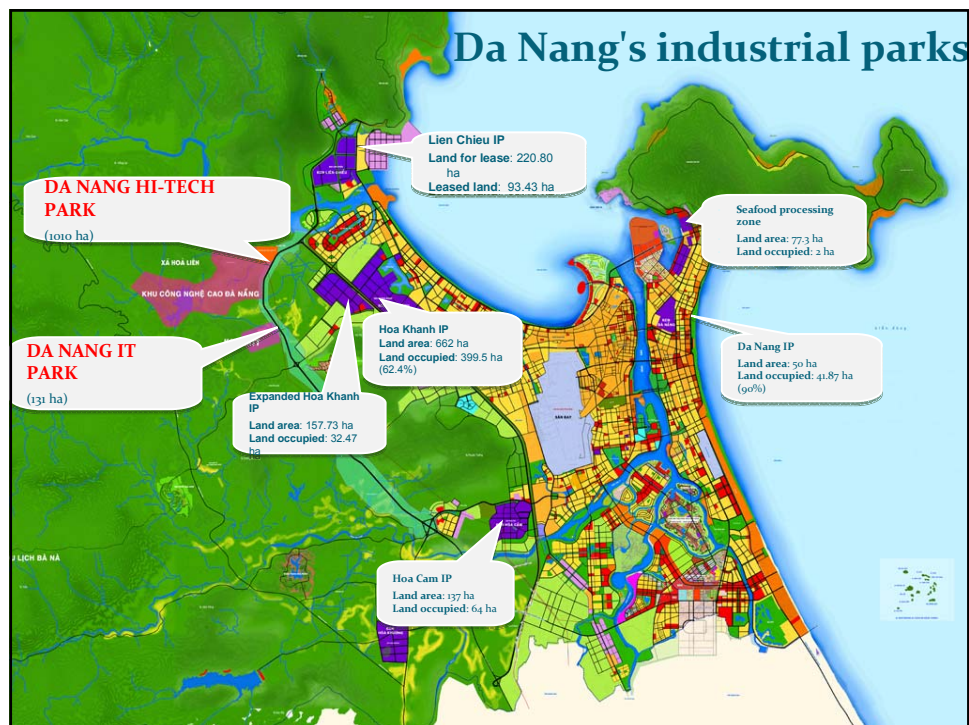 Da Nang's industrial parks
Lien Chieu IP
Land for lease: 220.80
ha
Leased land: 93.43 ha
DA NANG HI-TECH
PARK
(1010 ha)
Seafood processing
zone
Land area: 77.3 ha
Land occupied: 2 ha
XÃ HOÀ LIÊN
KHU CÔNG NGHỆ CAO ĐÀ NẴNG
Hoa Khanh IP
Land area: 662 ha
Land occupied: 399.5 ha
(62.4%)
DA NANG IT
PARK
(131 ha)
Da Nang IP
Land area: 50 ha
Land occupied: 41.87 ha
(90%)
Expanded Hoa Khanh
IP
Land area: 157.73 ha
Land occupied: 32.47
ha
SÂN BAY
Hoa Cam IP
Land area: 137 ha
Land occupied: 64 ha
U LỊCH BÀ NÀ